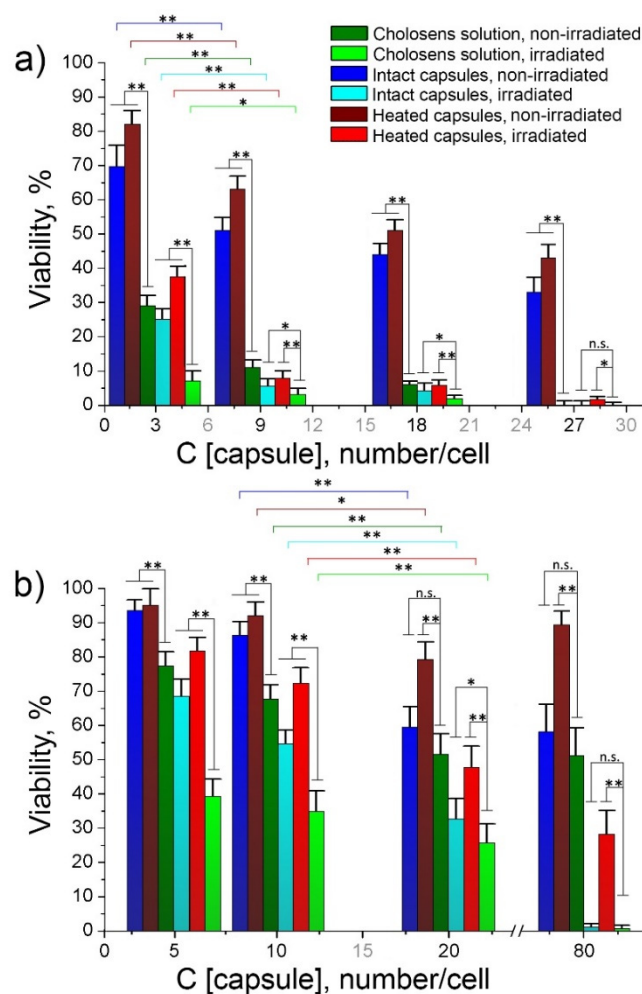 a)
Cholosens solution, non-irradiated
Cholosens solution, irradiated
Intact capsules, non-irradiated
Intact capsules, irradiated
Heated capsules, non-irradiated
Heated capsules, irradiated
**
**
**
**
**
*
Viability, %
100
90
80
70
60
50
40
30
20
10
0
**
**
**
*
**
**
*
**
**
n.s.
*
0 3 6 9 12 15 18 21 24 27 30
C [capsule], number/cell
b)
**
*
**
**
**
**
Viability, %
100
90
80
70
60
50
40
30
20
10
0
**
**
**
**
n.s.
**
*
**
n.s.
**
n.s.
**
0 5 10 15 20 // 80
C [capsule], number/cell